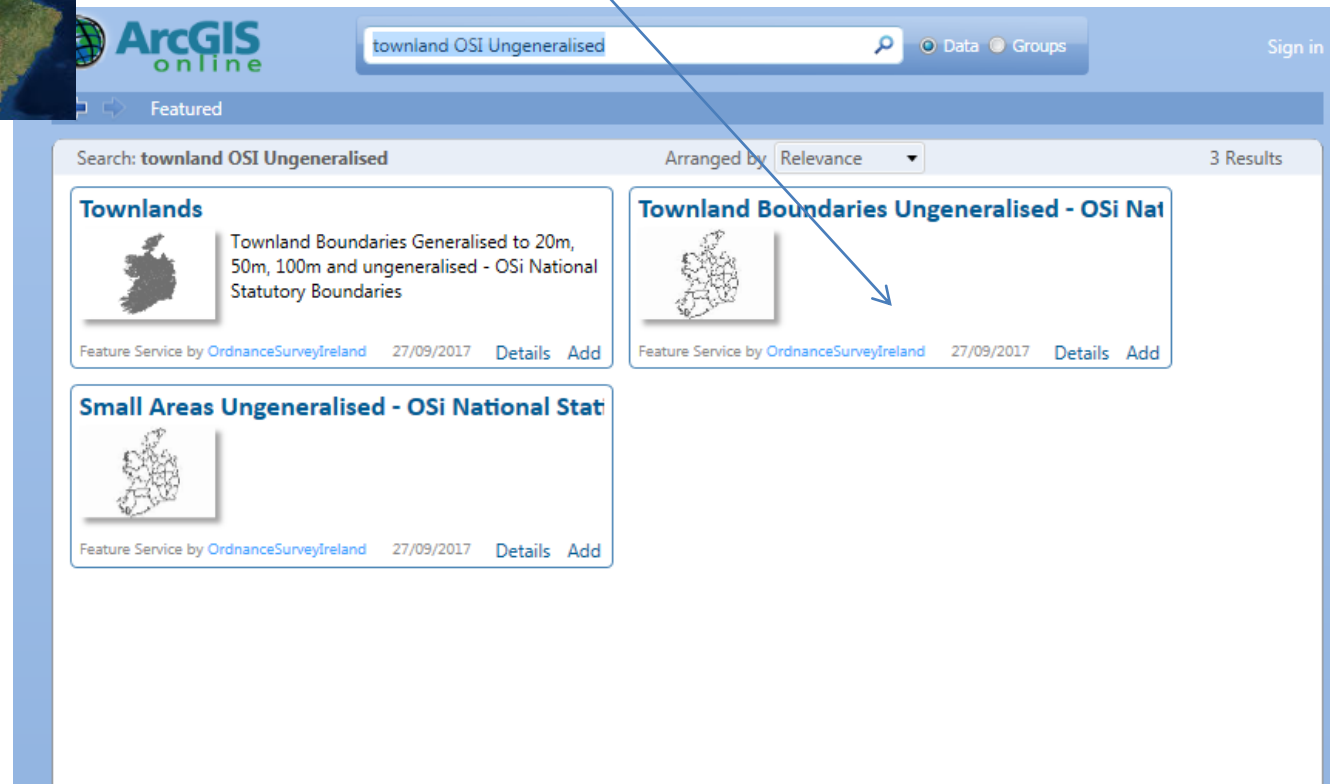 ArcGIS
online
townland OSI Ungeneralised
Data Groups
Sign in
Featured
Search: townland OSI Ungeneralised Arranged by Relevance 3 Results
Townlands
Townland Boundaries Generalised to 20m,
50m, 100m and ungeneralised - OSi National
Statutory Boundaries
Feature Service by OrdnanceSurveyIreland 27/09/2017 Details Add
Townland Boundaries Ungeneralised - OSi Nat
Feature Service by OrdnanceSurveyIreland 27/09/2017 Details Add
Small Areas Ungeneralised - OSi National Stati
Feature Service by OrdnanceSurveyIreland 27/09/2017 Details Add